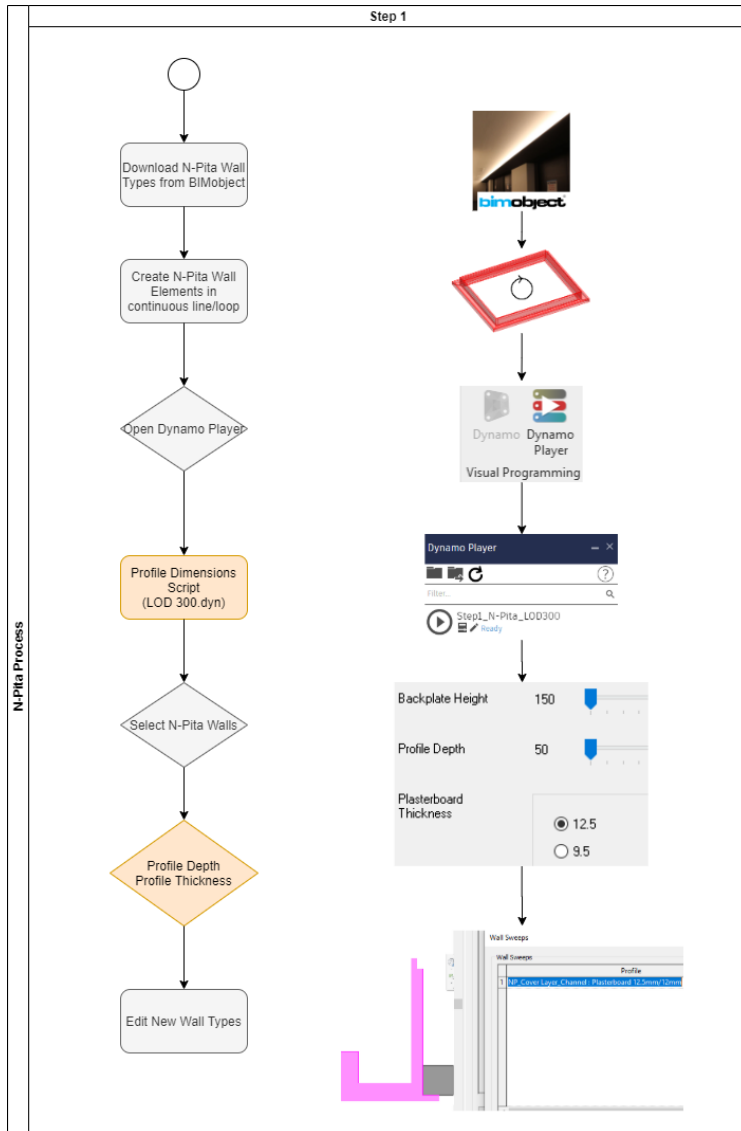 Step 1
N-Pita Process
Download N-Pita Wall
Types from BIMobject
Create N-Pita Wall
Elements in
continuous line/loop
Open Dynamo Player
Profile Dimensions
Script
(LOD 300.dyn)
Select N-Pita Walls
Profile Depth
Profile Thickness
Edit New Wall Types
bimobject
Dynamo
Dynamo
Player
Visual Programming
Dynamo Player
Filter...
Step1_N-Pita_LOD300
Ready
Backplate Height 150
Profile Depth 50
Plasterboard
Thickness
12.5
9.5
Wall Sweeps
Wall Sweeps
Profile
1 NP_Cover Layer_Channel : Plasterboard 12.5mm/12mm